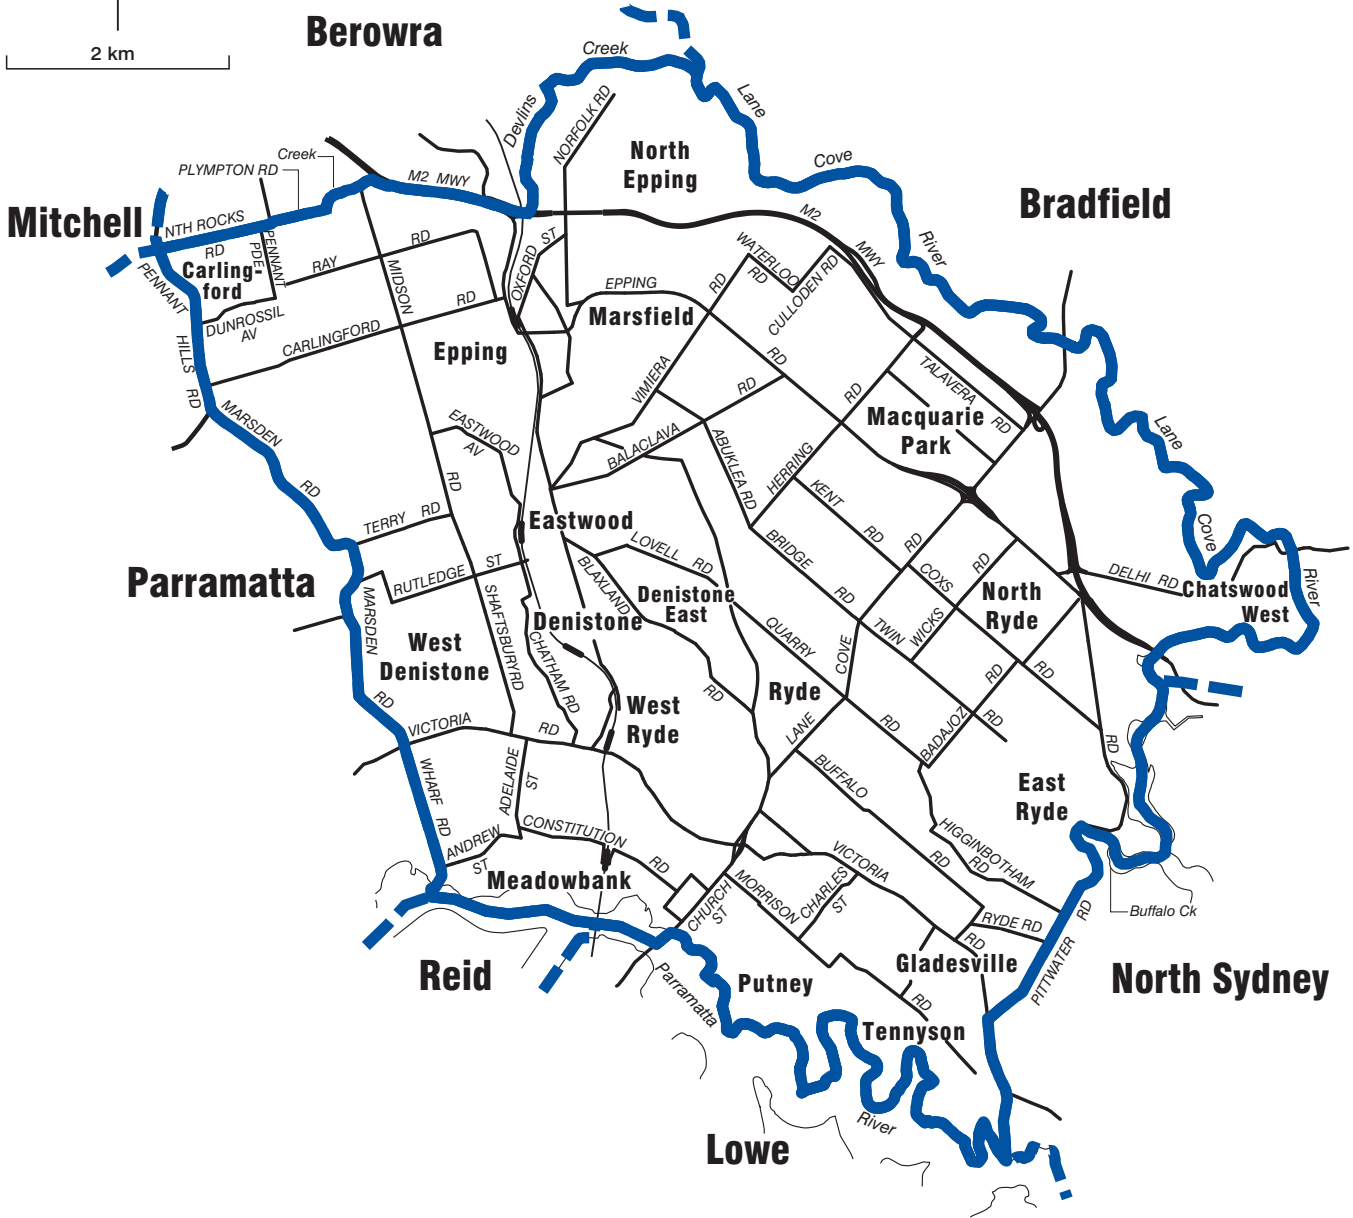 Berowra
2 km
Creek
Devlins
NORFOLK RD
Lane
North
Epping
Cove
Creek
PLYMPTON RD
M2 MWY
Bradfield
Mitchell
NTH ROCKS
RD
M2
MWY
River
PENNANT
PDE
PENNANT
Carling-
ford
RAY
RD
MIDSON
OXFORD ST
WATERLOO
RD
CULLODEN RD
PENNANT
HILLS
RD
DUNROSSIL
AV
CARLINGFORD
RD
EPPING
RD
Marsfield
Epping
RD
VIMIERA
RD
RD
TALAVERA
RD
Macquarie
Park
MARSDEN
RD
EASTWOOD
AV
BALACLAVA
ABUKLEA RD
HERRING
Lane
Cove
River
RD
KENT
RD
RD
TERRY RD
Eastwood
LOVELL RD
BRIDGE
RD
COXS
RD
DELHI RD
Chatswood
West
Parramatta
RUTLEDGE ST
MARSDEN
RD
SHAFTSBURY RD
BLAXLAND
RD
Denistone
East
Denistone
CHATHAM RD
North
Ryde
West
Denistone
QUARRY
RD
COVE
LANE
TWIN
RD
WICKS
RD
RD
West
Ryde
Ryde
VICTORIA
RD
BADAJOZ
RD
WHARF
RD
ADELAIDE
ST
BUFFALO
RD
East
Ryde
ANDREW
ST
CONSTITUTION
RD
VICTORIA
HIGGINBOTHAM
RD
Meadowbank
CHURCH
ST
MORRISON
CHARLES
ST
RYDE RD
RD
Buffalo Ck
PITTWATER
RD
Reid
Parramatta
Putney
Gladesville
RD
North Sydney
Tennyson
River
Lowe